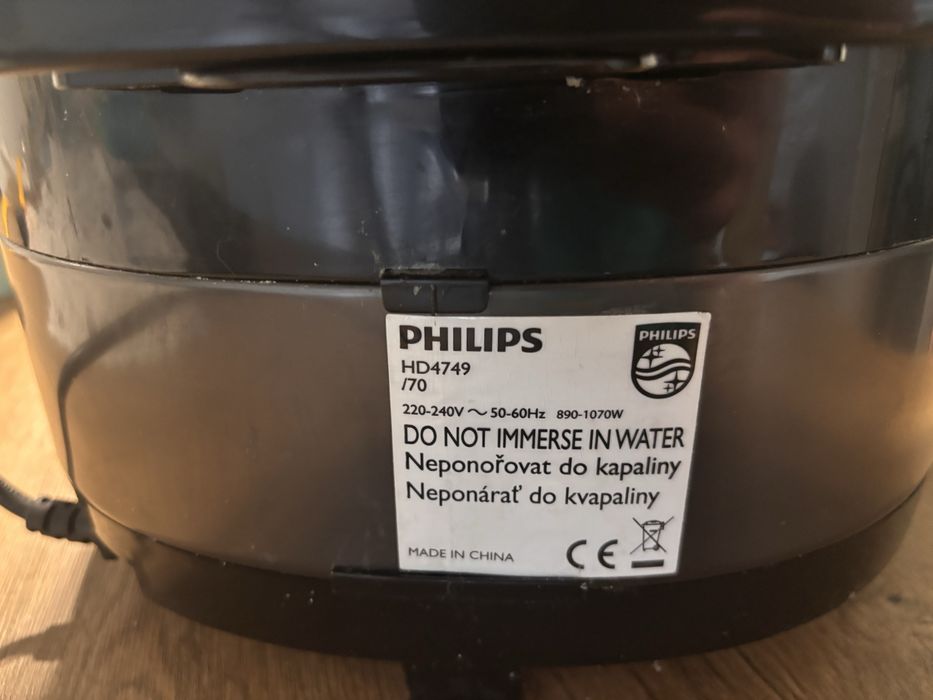 PHILIPS
PHILIPS
HD4749
/70
220-240V ～ 50-60Hz 890-1070W
DO NOT IMMERSE IN WATER
Neponořovat do kapaliny
Neponárať do kvapaliny
MADE IN CHINA
CE